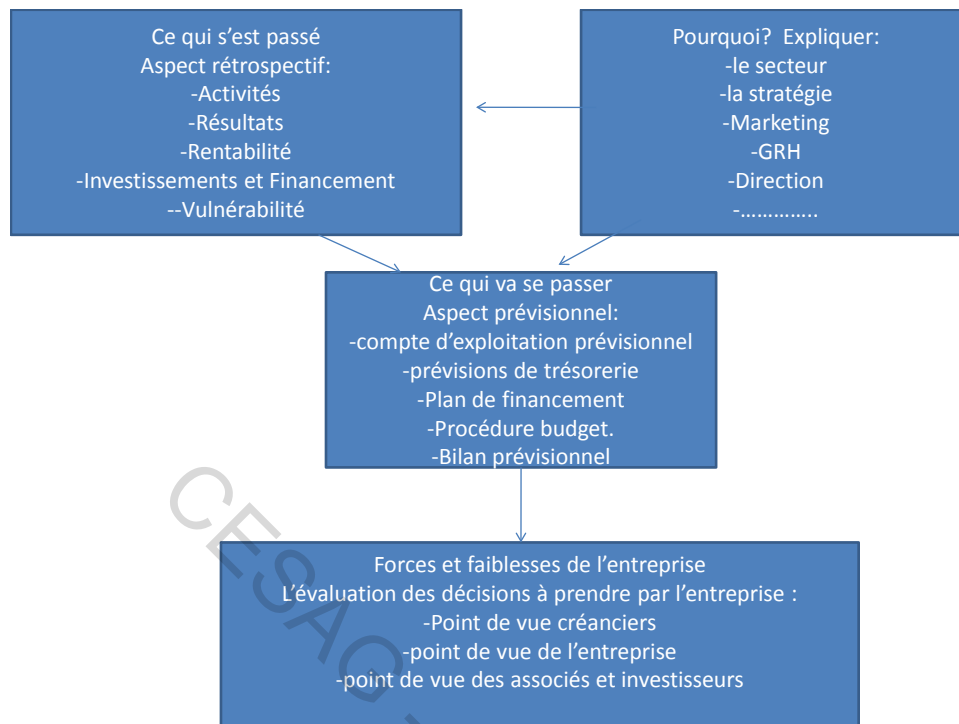 Ce qui s'est passé
Aspect rétrospectif:
-Activités
-Résultats
-Rentabilité
-Investissements et Financement
--Vulnérabilité
Pourquoi?  Expliquer:
-le secteur
-la stratégie
-Marketing
-GRH
-Direction
-…………..
Ce qui va se passer
Aspect prévisionnel:
-compte d'exploitation prévisionnel
-prévisions de trésorerie
-Plan de financement
-Procédure budget.
-Bilan prévisionnel
Forces et faiblesses de l'entreprise
L'évaluation des décisions à prendre par l'entreprise :
-Point de vue créanciers
-point de vue de l'entreprise
-point de vue des associés et investisseurs
CESAG